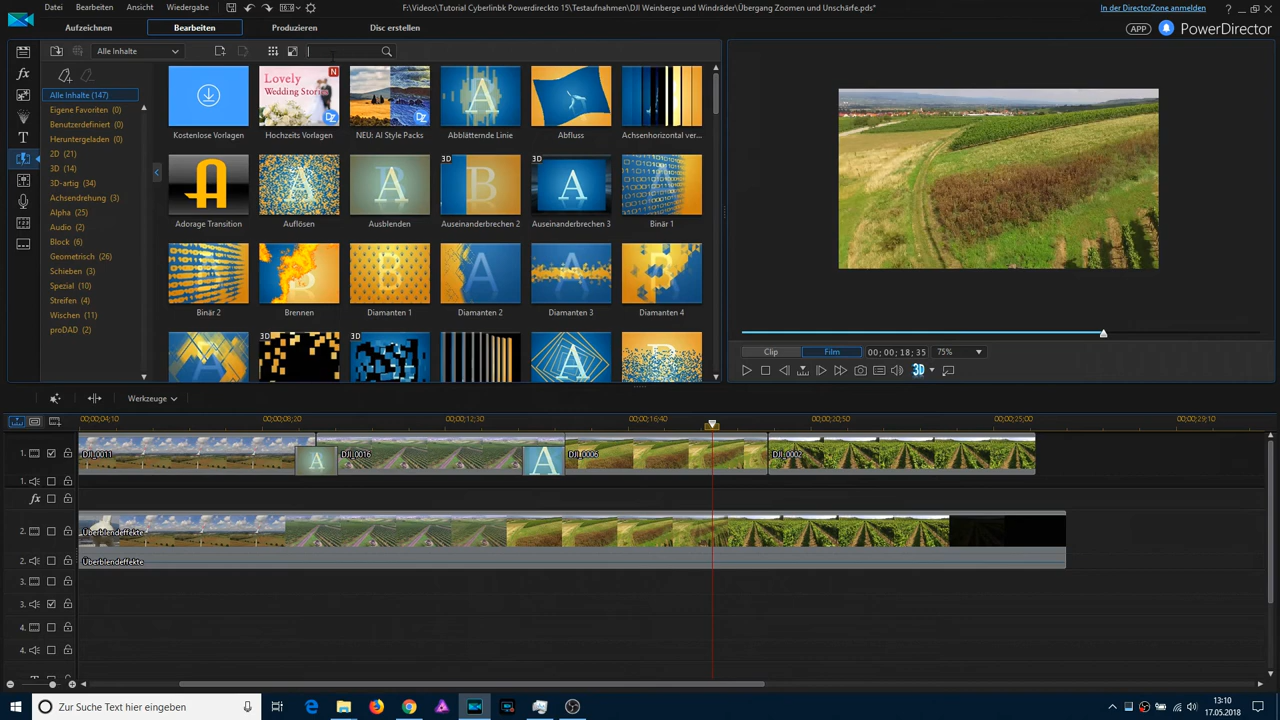 Datei Bearbeiten Ansicht Wiedergabe
F:\Videos\Tutorial Cyberlinbk Powerdireckto 15\Testaufnahmen\DJI Weinberge und Windräder\Übergang Zoomen und Unschärfe.pds*
In der DirectorZone anmelden
Aufzeichnen Bearbeiten Produzieren Disc erstellen
APP PowerDirector
Alle Inhalte
Alle Inhalte (147)
Eigene Favoriten (0)
Benutzerdefiniert (0)
Heruntergeladen (0)
2D (21)
3D (14)
3D-artig (34)
Achsendrehung (3)
Alpha (25)
Audio (2)
Block (6)
Geometrisch (26)
Schieben (3)
Spezial (10)
Streifen (4)
Wischen (11)
proDAD (2)
Lovely
Wedding Stories
N
Kostenlose Vorlagen Hochzeits Vorlagen NEU: AI Style Packs Abblätternde Linie Abfluss Achsenhorizontal ver...
3D 3D
Adorage Transition Auflösen Ausblenden Auseinanderbrechen 2 Auseinanderbrechen 3 Binär 1
Binär 2 Brennen Diamanten 1 Diamanten 2 Diamanten 3 Diamanten 4
3D 3D
Clip Film 00; 00; 18; 35 75%
3D
Werkzeuge
00;00;04;10 00;00;08;20 00;00;12;30 00;00;16;40 00;00;20;50 00;00;25;00 00;00;29;10
1. DJI_0011 DJI_0016 DJI_0006 DJI_0002
1.
fx
2. Überblendeffekte
2. Überblendeffekte
3.
3.
4.
4.
Zur Suche Text hier eingeben
13:10
17.05.2018